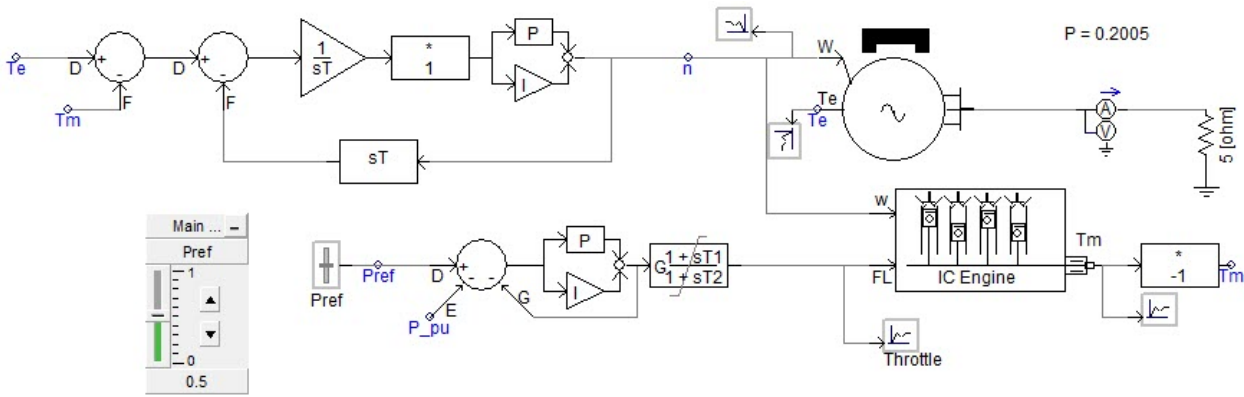 P = 0.2005
Te
D
+
-
F
Tm
D
+
-
F
1
sT
*
1
P
I
n
W
Te
Te
A
V
5 [ohm]
sT
Main ...
Pref
1
0
0.5
Pref
Pref
D
+
-
-
E
G
P_pu
P
I
G
1 + sT1
1 + sT2
Throttle
w
FL
IC Engine
Tm
*
-1
Tm